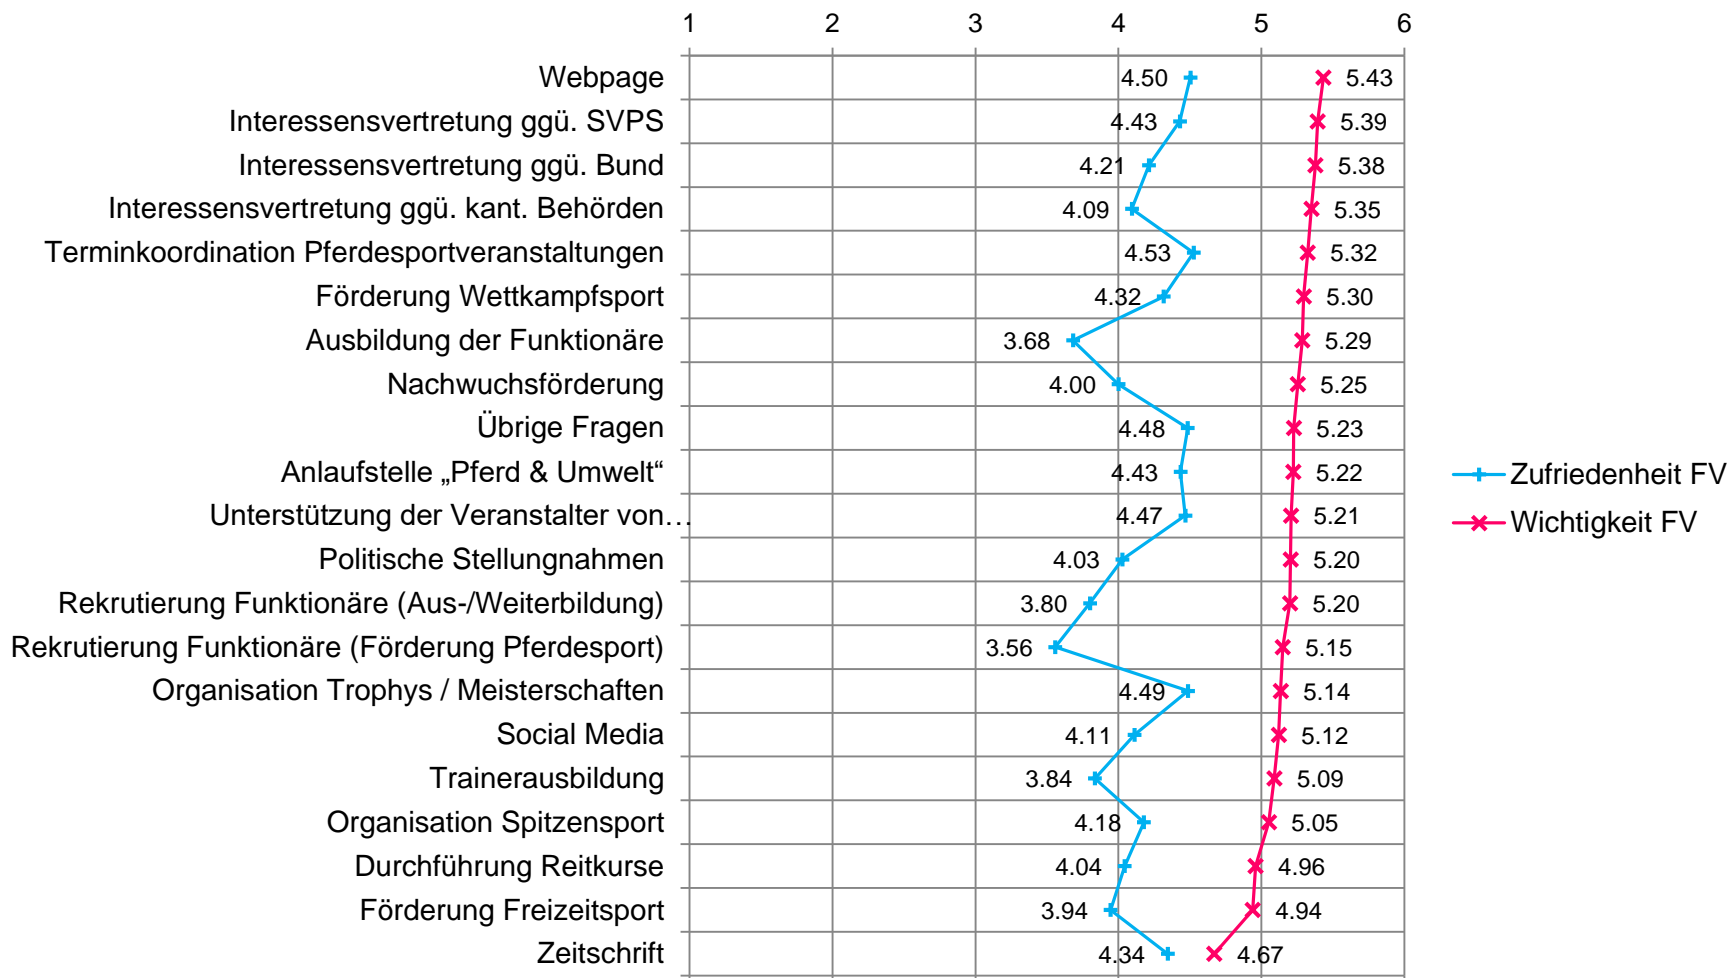 1 2 3 4 5 6
Webpage 4.50 5.43
Interessensvertretung ggü. SVPS 4.43 5.39
Interessensvertretung ggü. Bund 4.21 5.38
Interessensvertretung ggü. kant. Behörden 4.09 5.35
Terminkoordination Pferdesportveranstaltungen 4.53 5.32
Förderung Wettkampfsport 4.32 5.30
Ausbildung der Funktionäre 3.68 5.29
Nachwuchsförderung 4.00 5.25
Übrige Fragen 4.48 5.23
Anlaufstelle „Pferd & Umwelt“ 4.43 5.22
Unterstützung der Veranstalter von… 4.47 5.21
Politische Stellungnahmen 4.03 5.20
Rekrutierung Funktionäre (Aus-/Weiterbildung) 3.80 5.20
Rekrutierung Funktionäre (Förderung Pferdesport) 3.56 5.15
Organisation Trophys / Meisterschaften 4.49 5.14
Social Media 4.11 5.12
Trainerausbildung 3.84 5.09
Organisation Spitzensport 4.18 5.05
Durchführung Reitkurse 4.04 4.96
Förderung Freizeitsport 3.94 4.94
Zeitschrift 4.34 4.67
Zufriedenheit FV
Wichtigkeit FV